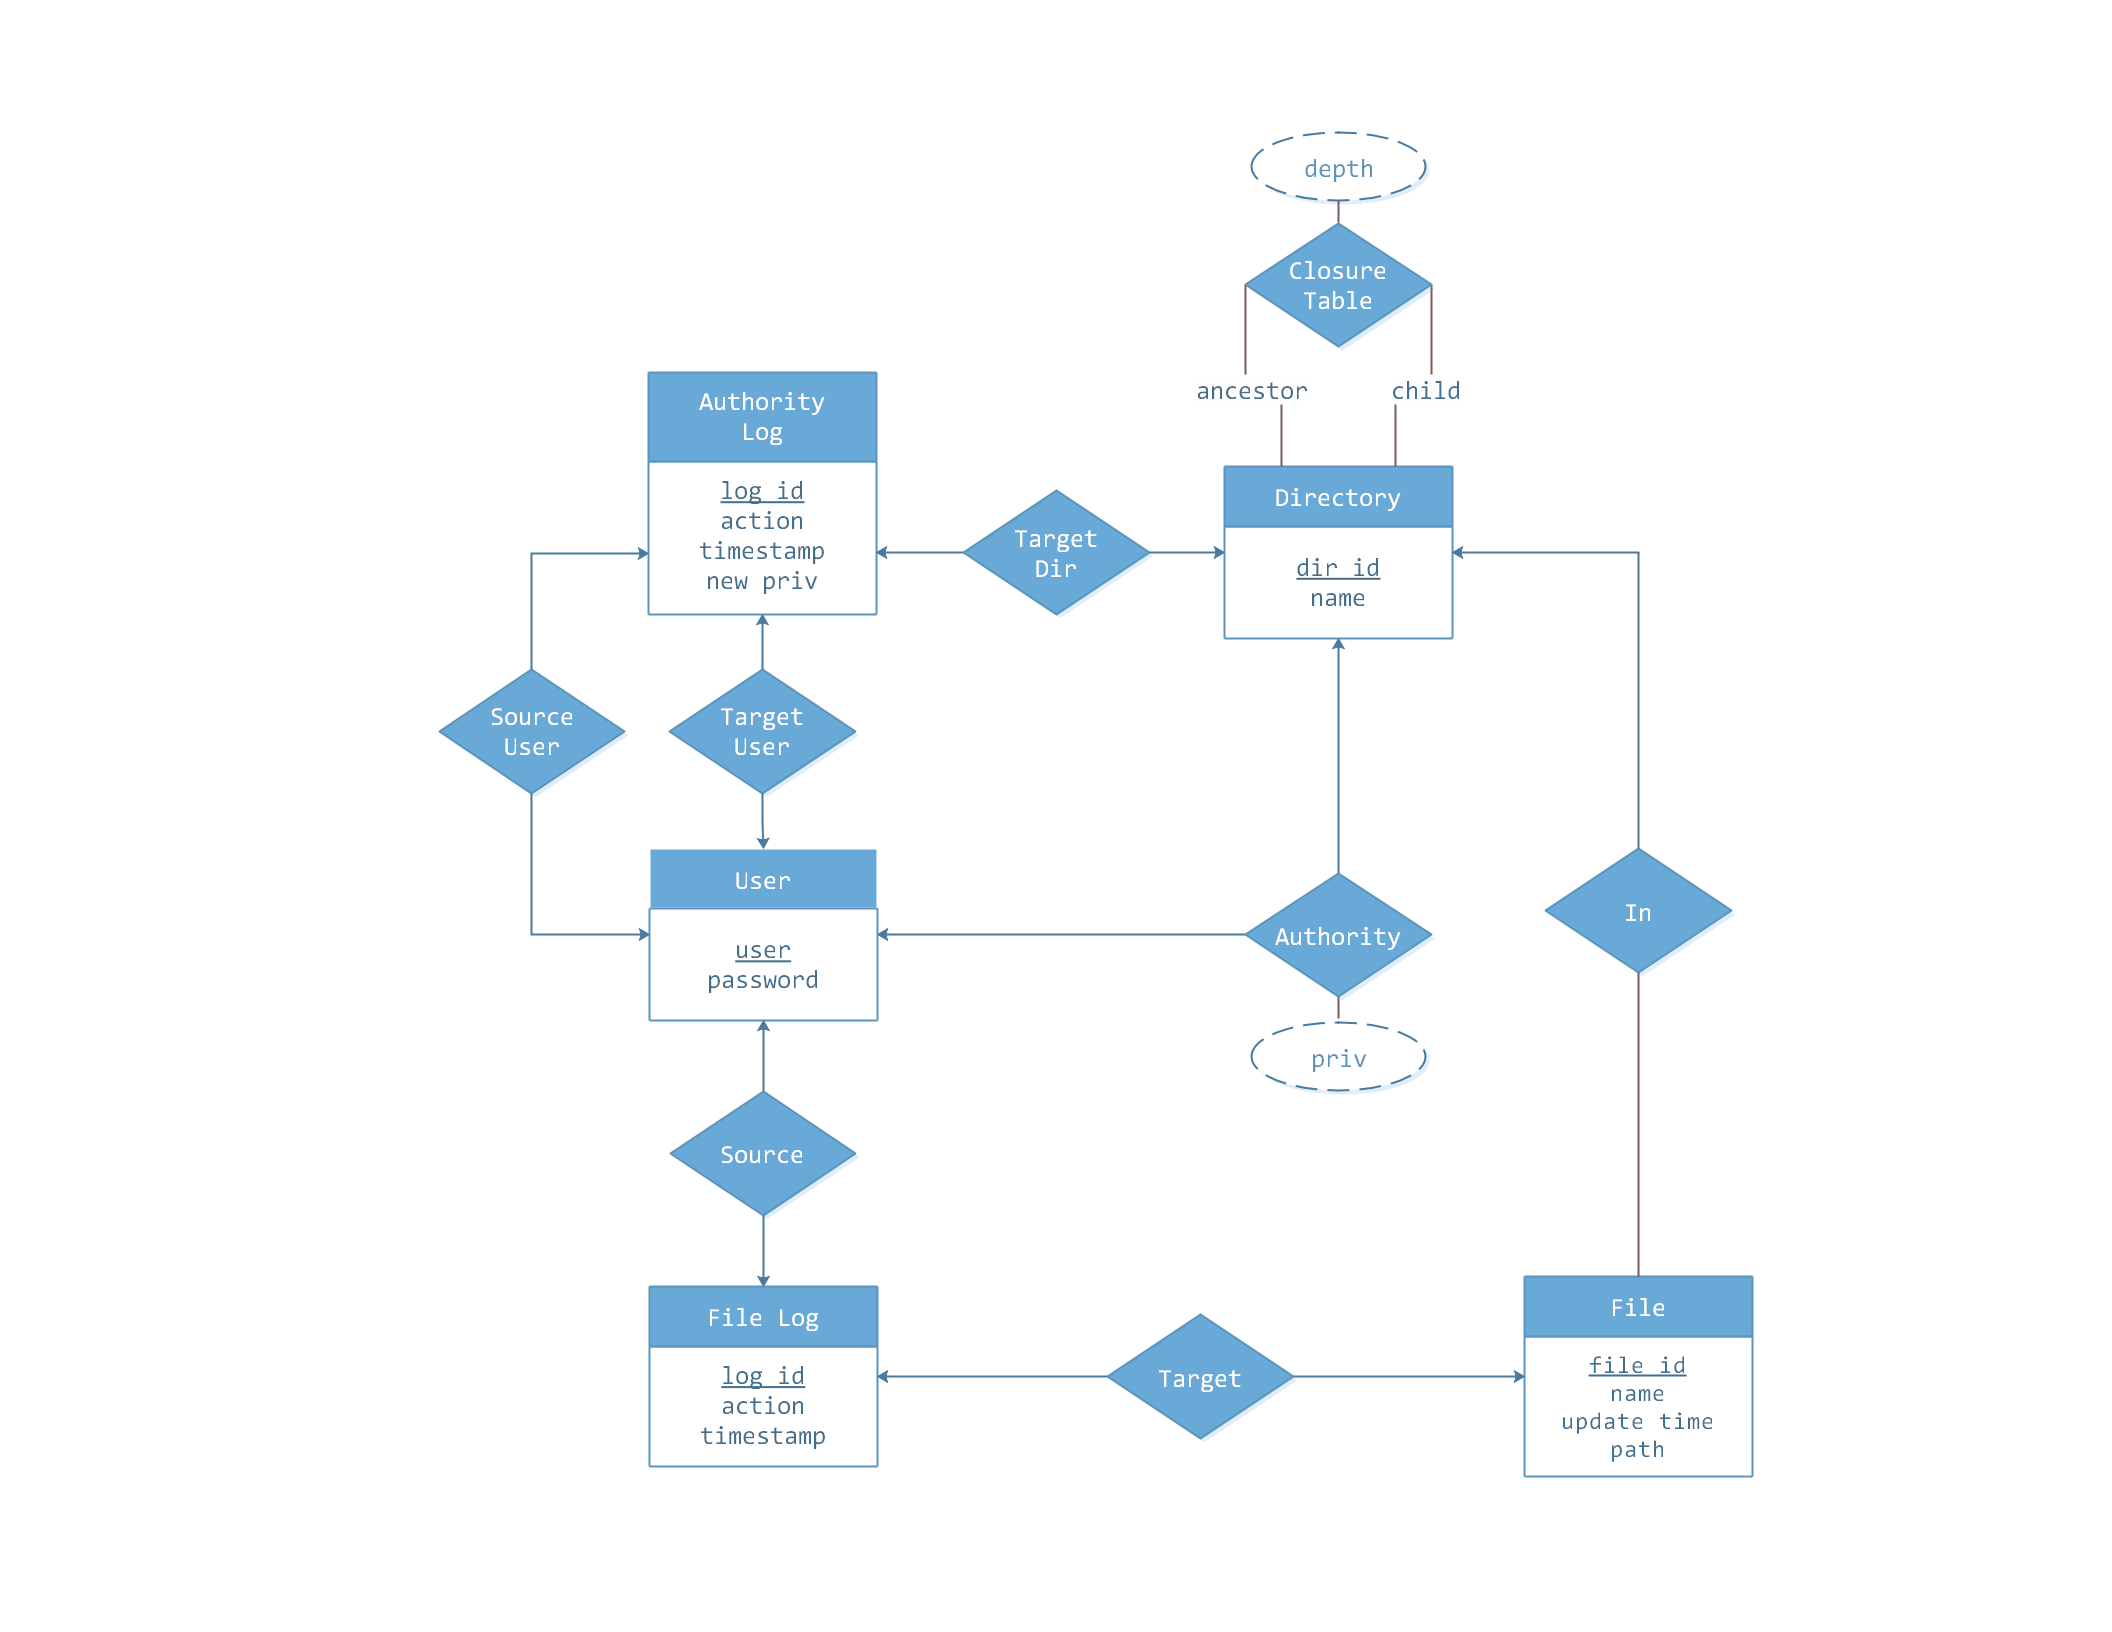 depth
Closure
Table
ancestor
child
Authority
Log
log id
action
timestamp
new priv
Target
Dir
Directory
dir id
name
Source
User
Target
User
User
user
password
Authority
priv
In
Source
File Log
log id
action
timestamp
Target
File
file id
name
update time
path